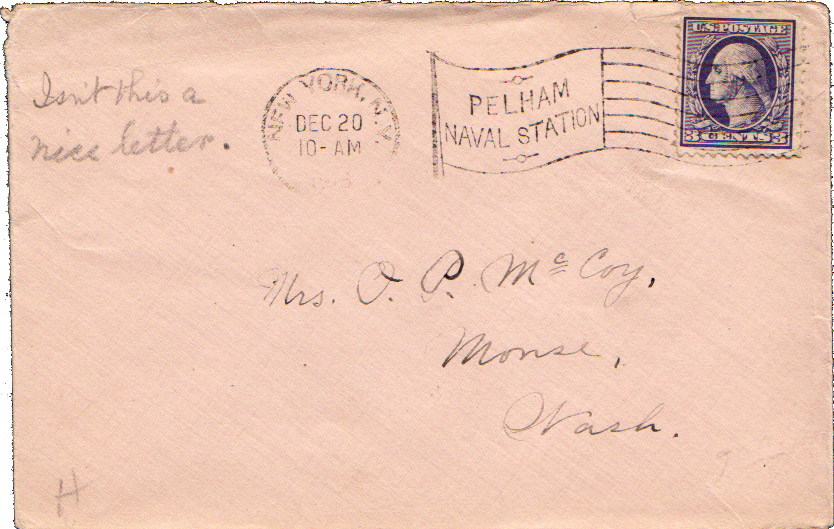 Isn't this a
nice letter.
NEW YORK, N.Y.
DEC 20
10-AM
PELHAM
NAVAL STATION
U.S. POSTAGE
3 CENTS 3
Mrs. O. P. McCoy,
Monse,
Wash.
H